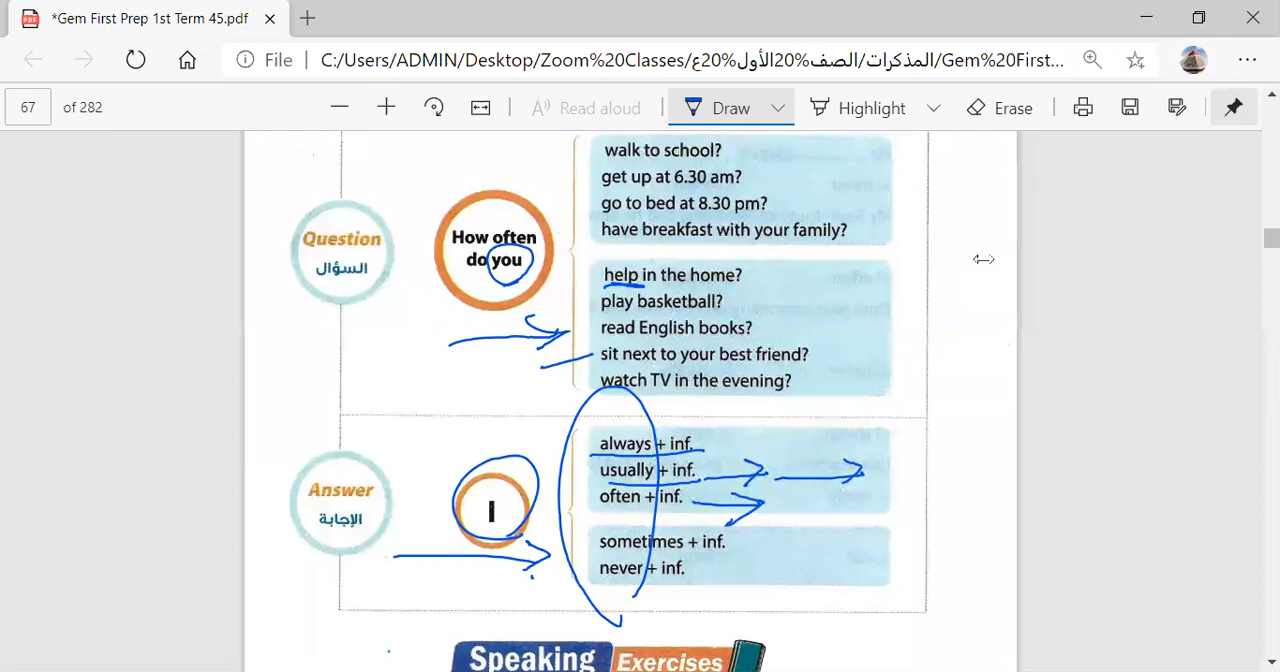 *Gem First Prep 1st Term 45.pdf
File
C:/Users/ADMIN/Desktop/Zoom%20Classes/المذكرات/الصف%20الأول%20ع/Gem%20First...
67
of 282
Read aloud
Draw
Highlight
Erase
walk to school?
get up at 6.30 am?
go to bed at 8.30 pm?
have breakfast with your family?
Question
السؤال
How often
do you
help in the home?
play basketball?
read English books?
sit next to your best friend?
watch TV in the evening?
Answer
الإجابة
I
always + inf.
usually + inf.
often + inf.
sometimes + inf.
never + inf.
Speaking Exercises